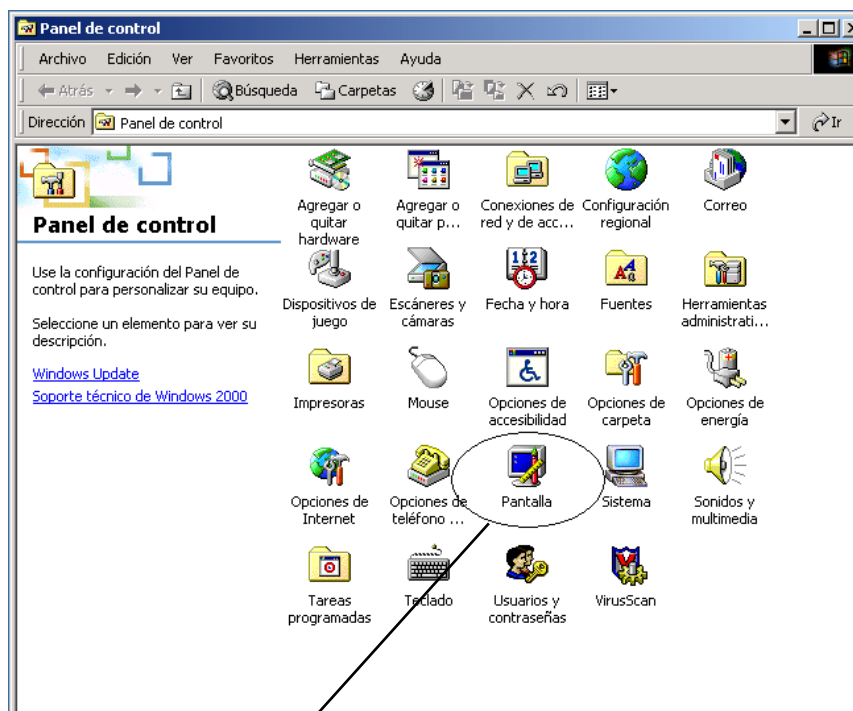 Panel de control
Archivo Edición Ver Favoritos Herramientas Ayuda
Atrás Búsqueda Carpetas
Dirección Panel de control Ir
Panel de control
Use la configuración del Panel de
control para personalizar su equipo.
Seleccione un elemento para ver su
descripción.
Windows Update
Soporte técnico de Windows 2000
Agregar o
quitar
hardware
Agregar o
quitar p...
Conexiones de
red y de acc...
Configuración
regional
Correo
Dispositivos de
juego
Escáneres y
cámaras
Fecha y hora
Fuentes
Herramientas
administrati...
Impresoras
Mouse
Opciones de
accesibilidad
Opciones de
carpeta
Opciones de
energía
Opciones de
Internet
Opciones de
teléfono ...
Pantalla
Sistema
Sonidos y
multimedia
Tareas
programadas
Teclado
Usuarios y
contraseñas
VirusScan